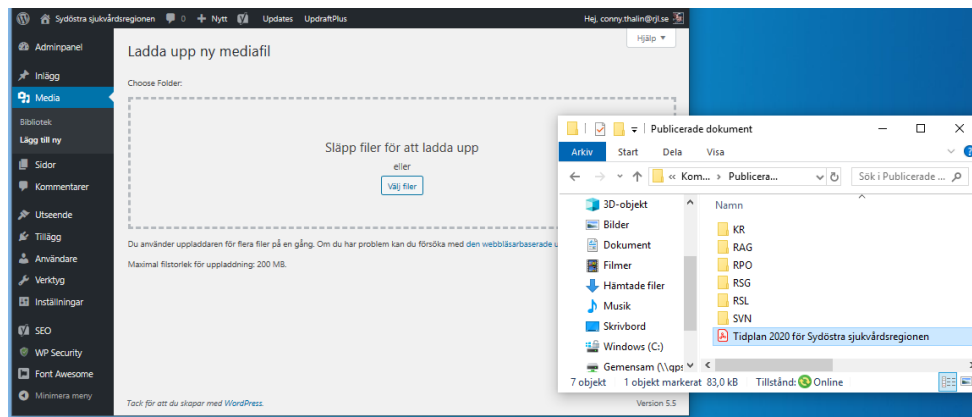 Sydöstra sjukvårdsregionen 0 Nytt Updates UpdraftPlus Hej, conny.thalin@rjl.se
Adminpanel
Inlägg
Media
Bibliotek
Lägg till ny
Sidor
Kommentarer
Utseende
Tillägg
Användare
Verktyg
Inställningar
SEO
WP Security
Font Awesome
Minimera meny
Hjälp
Ladda upp ny mediafil
Choose Folder:
Släpp filer för att ladda upp
eller
Välj filer
Du använder uppladdaren för flera filer på en gång. Om du har problem kan du försöka med den webbläsarbaserade
Maximal filstorlek för uppladdning: 200 MB.
Tack för att du skapar med WordPress.
Version 5.5
Publicerade dokument
Arkiv Start Dela Visa
« Kom... › Publicera... Sök i Publicerade ...
3D-objekt
Bilder
Dokument
Filmer
Hämtade filer
Musik
Skrivbord
Windows (C:)
Gemensam (\\qps
Namn
KR
RAG
RPO
RSG
RSL
SVN
Tidplan 2020 för Sydöstra sjukvårdsregionen
7 objekt 1 objekt markerat 83,0 kB Tillstånd: Online